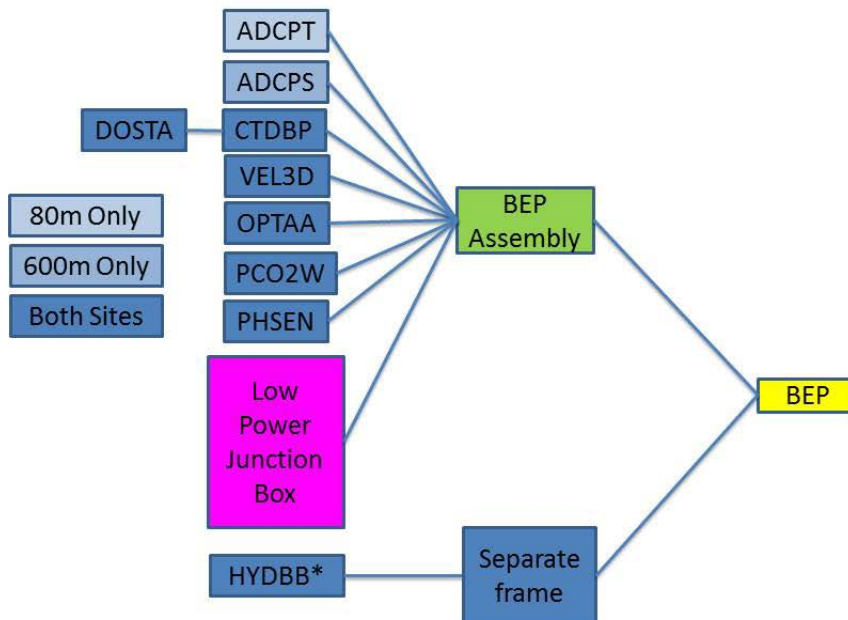 ADCPT
ADCPS
DOSTA
CTDBP
VEL3D
80m Only
OPTAA
BEP
Assembly
600m Only
PCO2W
Both Sites
PHSEN
Low
Power
Junction
Box
BEP
HYDBB*
Separate
frame